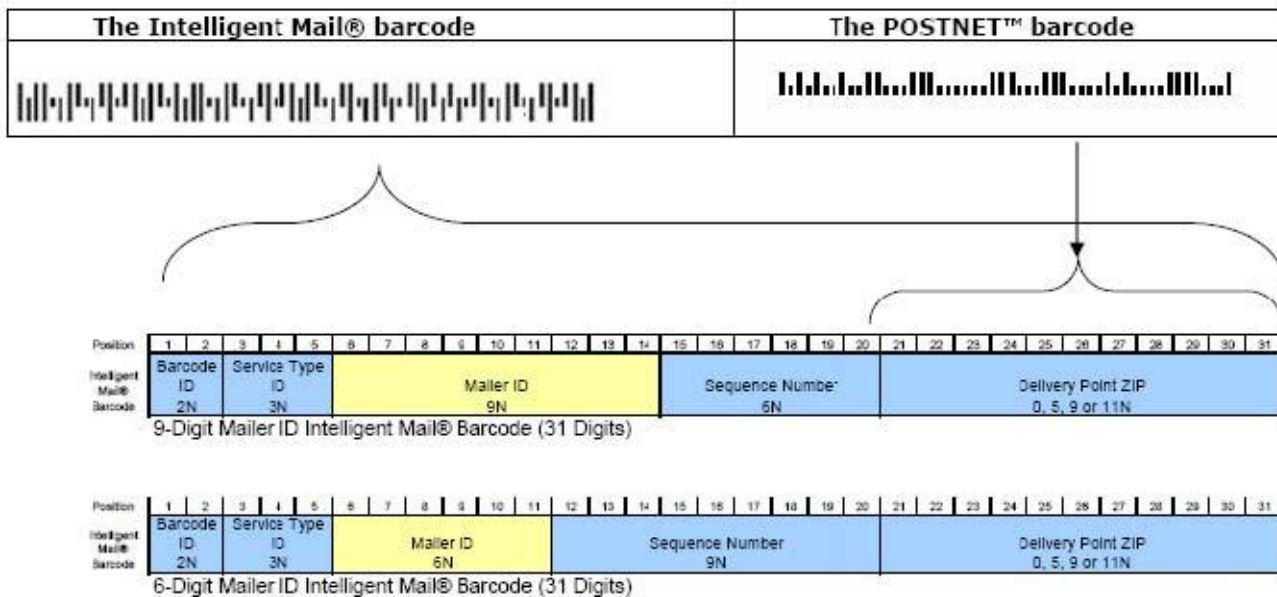 The Intelligent Mail® barcode The POSTNET™ barcode
Position 1 2 3 4 5 6 7 8 9 10 11 12 13 14 15 16 17 18 19 20 21 22 23 24 25 26 27 28 29 30 31
Intelligent Mail® Barcode
Barcode ID 2N
Service Type ID 3N
Mailer ID 9N
Sequence Number 6N
Delivery Point ZIP 0, 5, 9 or 11N
9-Digit Mailer ID Intelligent Mail® Barcode (31 Digits)
Position 1 2 3 4 5 6 7 8 9 10 11 12 13 14 15 16 17 18 19 20 21 22 23 24 25 26 27 28 29 30 31
Intelligent Mail® Barcode
Barcode ID 2N
Service Type ID 3N
Mailer ID 6N
Sequence Number 9N
Delivery Point ZIP 0, 5, 9 or 11N
6-Digit Mailer ID Intelligent Mail® Barcode (31 Digits)